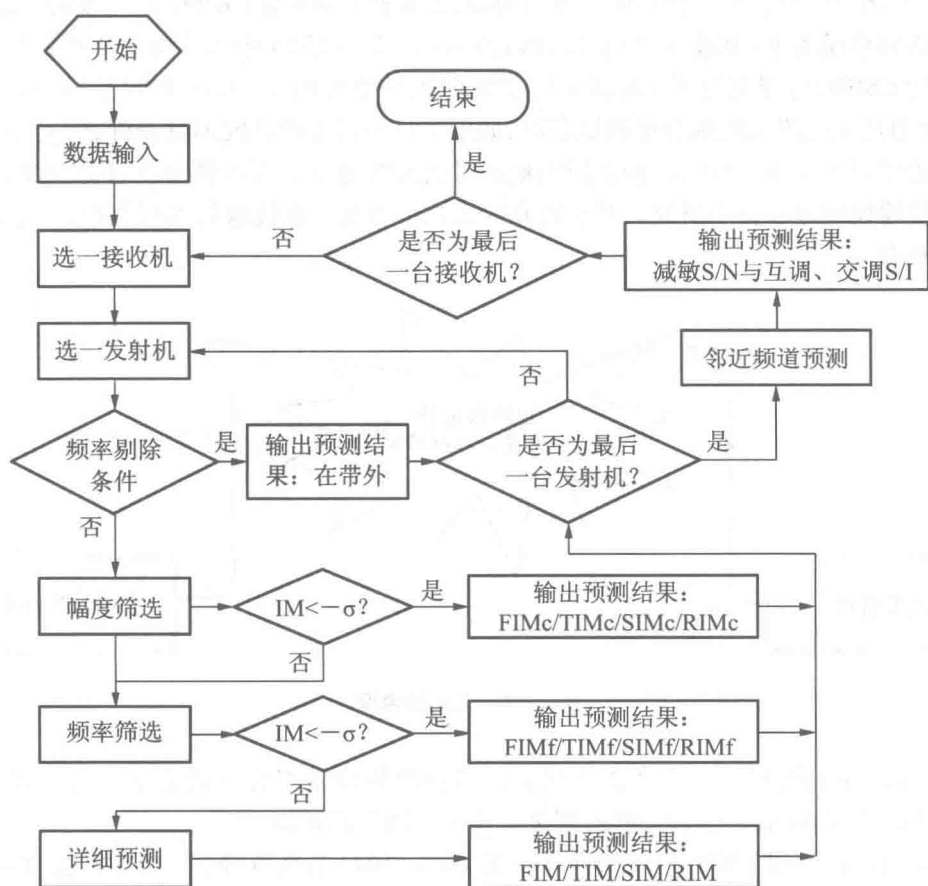 开始
数据输入
选一接收机
选一发射机
频率剔除
条件
是
否
输出预测结
果：在带外
是否为最后
一台发射机？
否
是
邻近频道预测
输出预测结果：
减敏S/N与互调、交调S/I
是否为最后
一台接收机？
否
是
结束
幅度筛选
IM<－σ？
是
否
输出预测结果：
FIMc/TIMc/SIMc/RIMc
频率筛选
IM<－σ？
是
否
输出预测结果：
FIMf/TIMf/SIMf/RIMf
详细预测
输出预测结果：
FIM/TIM/SIM/RIM